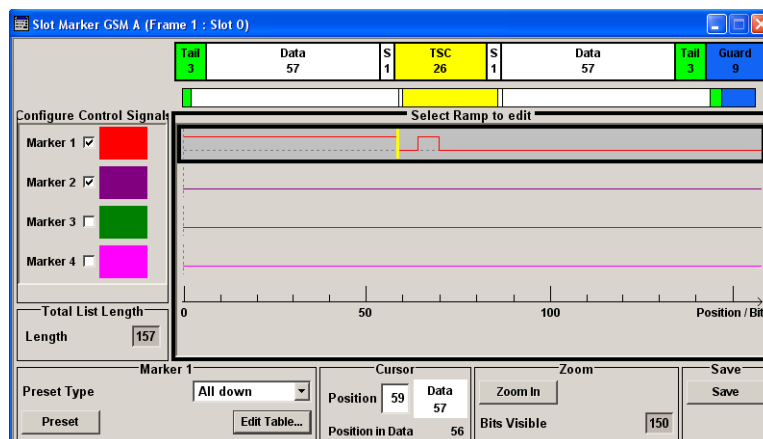 Slot Marker GSM A (Frame 1 : Slot 0)
Tail Data S TSC S Data Tail Guard
3 57 1 26 1 57 3 9
Configure Control Signals
Select Ramp to edit
Marker 1
Marker 2
Marker 3
Marker 4
Total List Length
0 50 100 Position / Bit
Length 157
Marker 1 Cursor Zoom Save
Preset Type All down
Position 59 Data
57
Zoom In
Save
Preset Edit Table...
Position in Data 56
Bits Visible 150